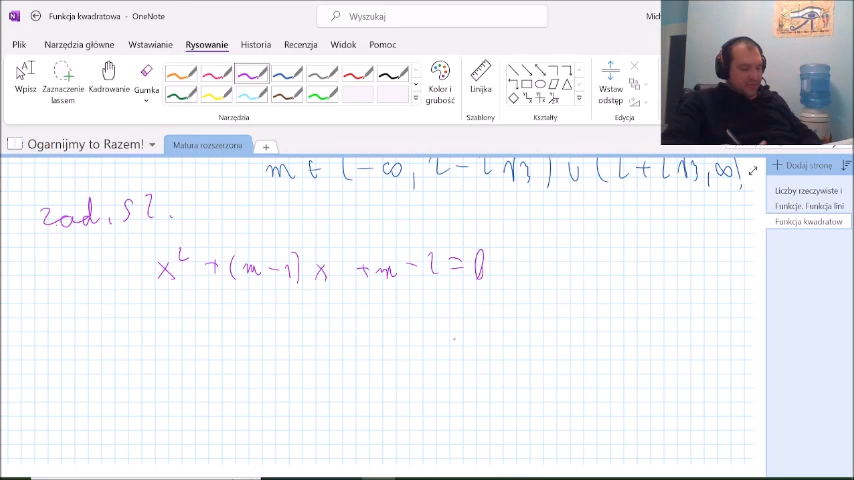 Funkcja kwadratowa - OneNote
Wyszukaj
Plik Narzędzia główne Wstawianie Rysowanie Historia Recenzja Widok Pomoc
Wpisz
Zaznaczenie lassem
Kadrowanie
Gumka
Kolor i grubość
Linijka
Wstaw odstęp
Narzędzia
Szablony
Kształty
Edycja
Ogarnijmy to Razem!
Matura rozszerzona
Dodaj stronę
Liczby rzeczywiste i
Funkcje. Funkcja lini
Funkcja kwadratow
m ∈ (-∞, 2-2√3) ∪ (2+2√3, ∞)
zad. 52.
x² + (m-1)x + m - 2 = 0